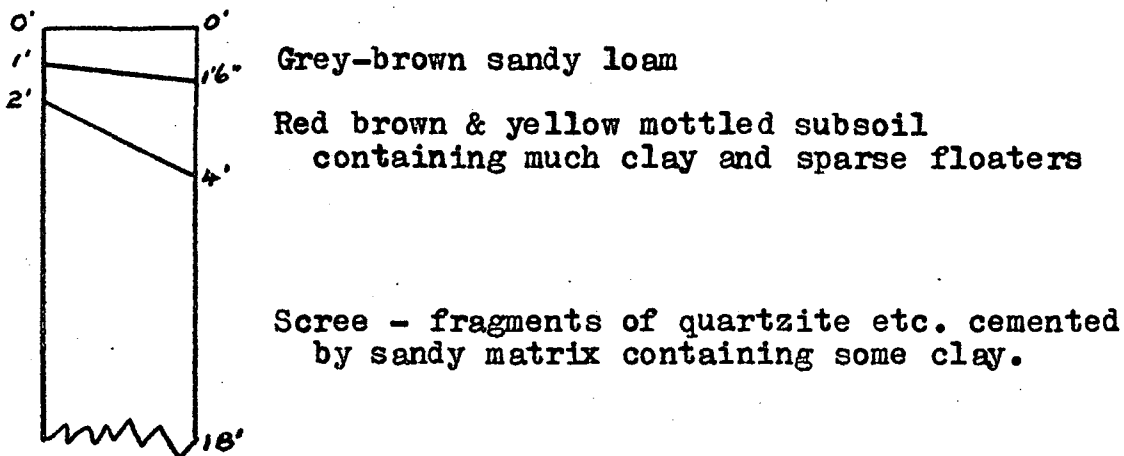 0' 0'
1' 1'6"
Grey-brown sandy loam
2'
Red brown & yellow mottled subsoil
containing much clay and sparse floaters
4'
Scree - fragments of quartzite etc. cemented
by sandy matrix containing some clay.
18'